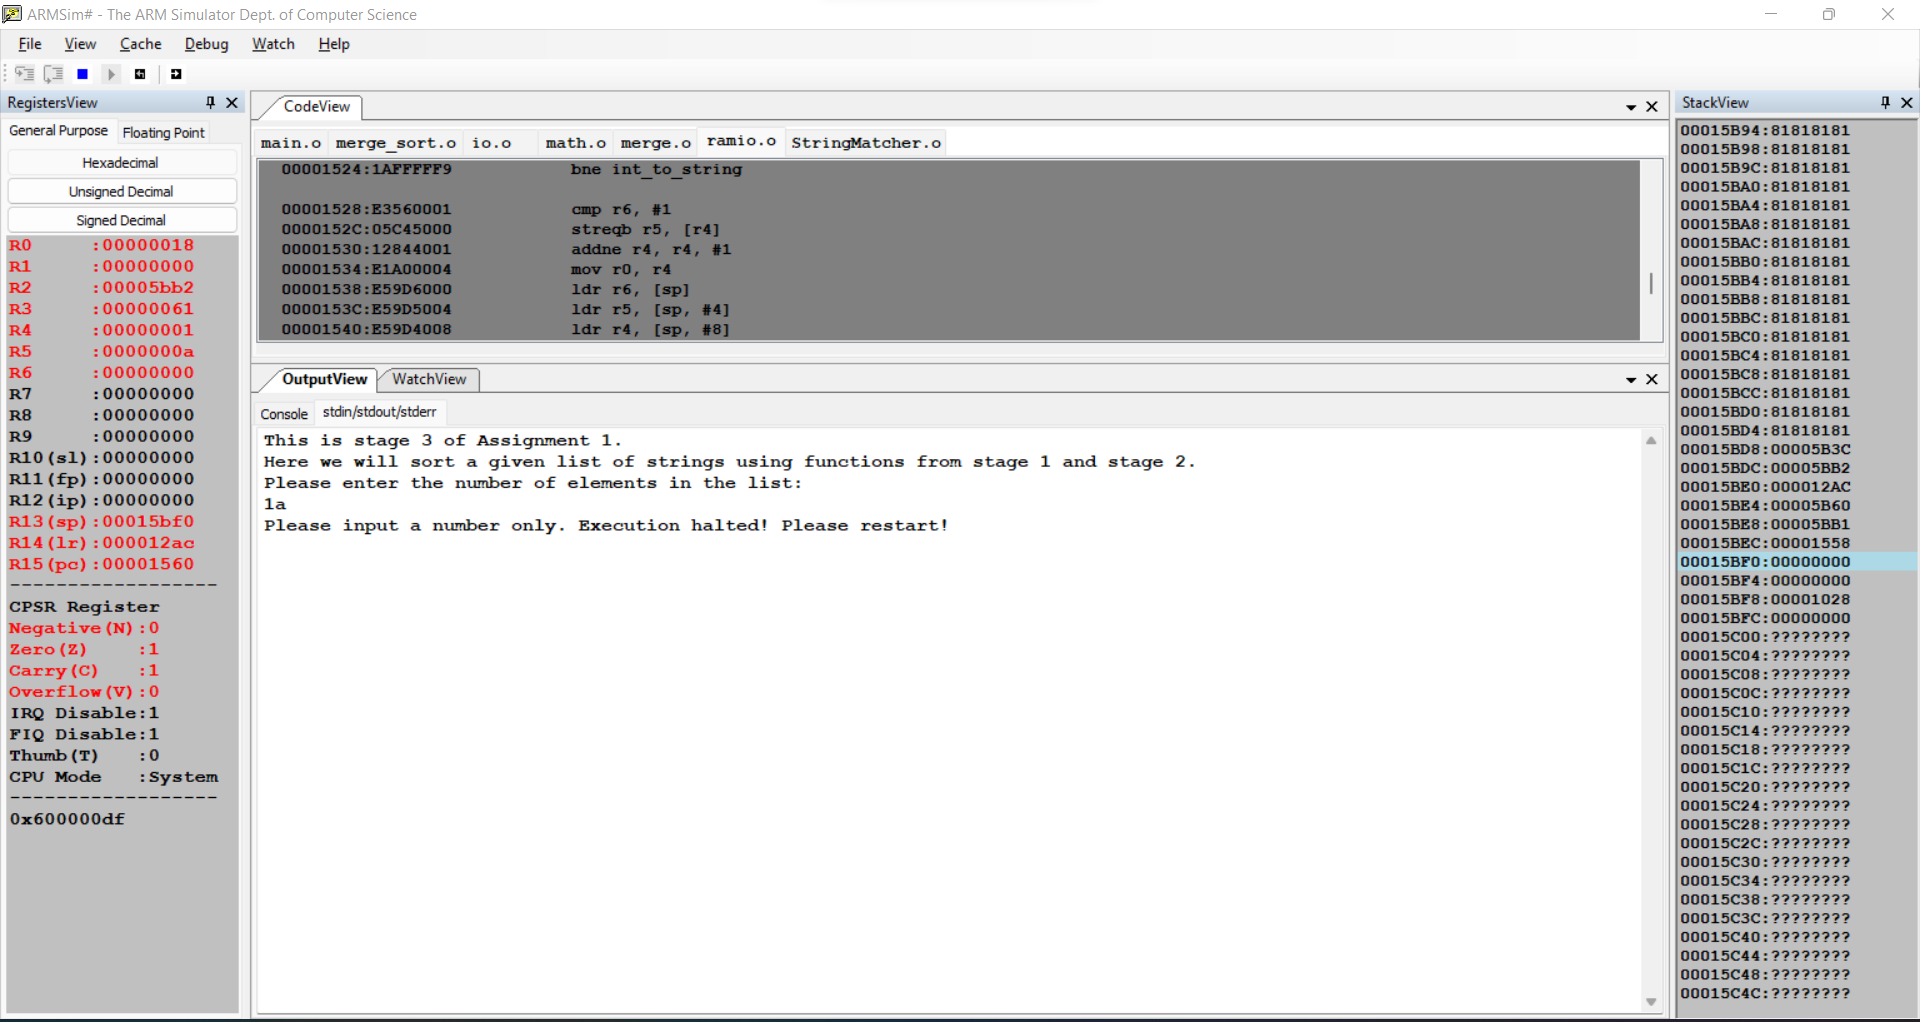 ARMSim# - The ARM Simulator Dept. of Computer Science
File View Cache Debug Watch Help
RegistersView
General Purpose Floating Point
Hexadecimal
Unsigned Decimal
Signed Decimal
R0 :00000018
R1 :00000000
R2 :00005bb2
R3 :00000061
R4 :00000001
R5 :0000000a
R6 :00000000
R7 :00000000
R8 :00000000
R9 :00000000
R10(sl):00000000
R11(fp):00000000
R12(ip):00000000
R13(sp):00015bf0
R14(lr):000012ac
R15(pc):00001560
-------------------
CPSR Register
Negative(N):0
Zero(Z) :1
Carry(C) :1
Overflow(V):0
IRQ Disable:1
FIQ Disable:1
Thumb(T) :0
CPU Mode :System
-------------------
0x600000df
CodeView
main.o merge_sort.o io.o math.o merge.o ramio.o StringMatcher.o
00001524:1AFFFFF9 bne int_to_string
00001528:E3560001 cmp r6, #1
0000152C:05C45000 streqb r5, [r4]
00001530:12844001 addne r4, r4, #1
00001534:E1A00004 mov r0, r4
00001538:E59D6000 ldr r6, [sp]
0000153C:E59D5004 ldr r5, [sp, #4]
00001540:E59D4008 ldr r4, [sp, #8]
OutputView WatchView
Console stdin/stdout/stderr
This is stage 3 of Assignment 1.
Here we will sort a given list of strings using functions from stage 1 and stage 2.
Please enter the number of elements in the list:
1a
Please input a number only. Execution halted! Please restart!
StackView
00015B94:81818181
00015B98:81818181
00015B9C:81818181
00015BA0:81818181
00015BA4:81818181
00015BA8:81818181
00015BAC:81818181
00015BB0:81818181
00015BB4:81818181
00015BB8:81818181
00015BBC:81818181
00015BC0:81818181
00015BC4:81818181
00015BC8:81818181
00015BCC:81818181
00015BD0:81818181
00015BD4:81818181
00015BD8:00005B3C
00015BDC:00005BB2
00015BE0:000012AC
00015BE4:00005B60
00015BE8:00005BB1
00015BEC:00001558
00015BF0:00000000
00015BF4:00000000
00015BF8:00001028
00015BFC:00000000
00015C00:????????
00015C04:????????
00015C08:????????
00015C0C:????????
00015C10:????????
00015C14:????????
00015C18:????????
00015C1C:????????
00015C20:????????
00015C24:????????
00015C28:????????
00015C2C:????????
00015C30:????????
00015C34:????????
00015C38:????????
00015C3C:????????
00015C40:????????
00015C44:????????
00015C48:????????
00015C4C:????????